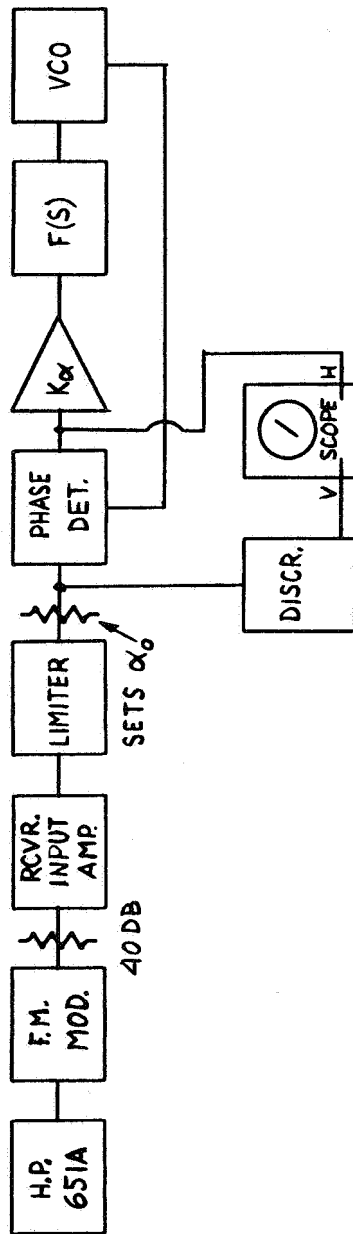 H.P.
651A
F.M.
MOD.
40 DB
RCVR.
INPUT
AMP.
LIMITER
SETS α₀
PHASE
DET.
Kα
F(S)
VCO
DISCR.
V
SCOPE
H